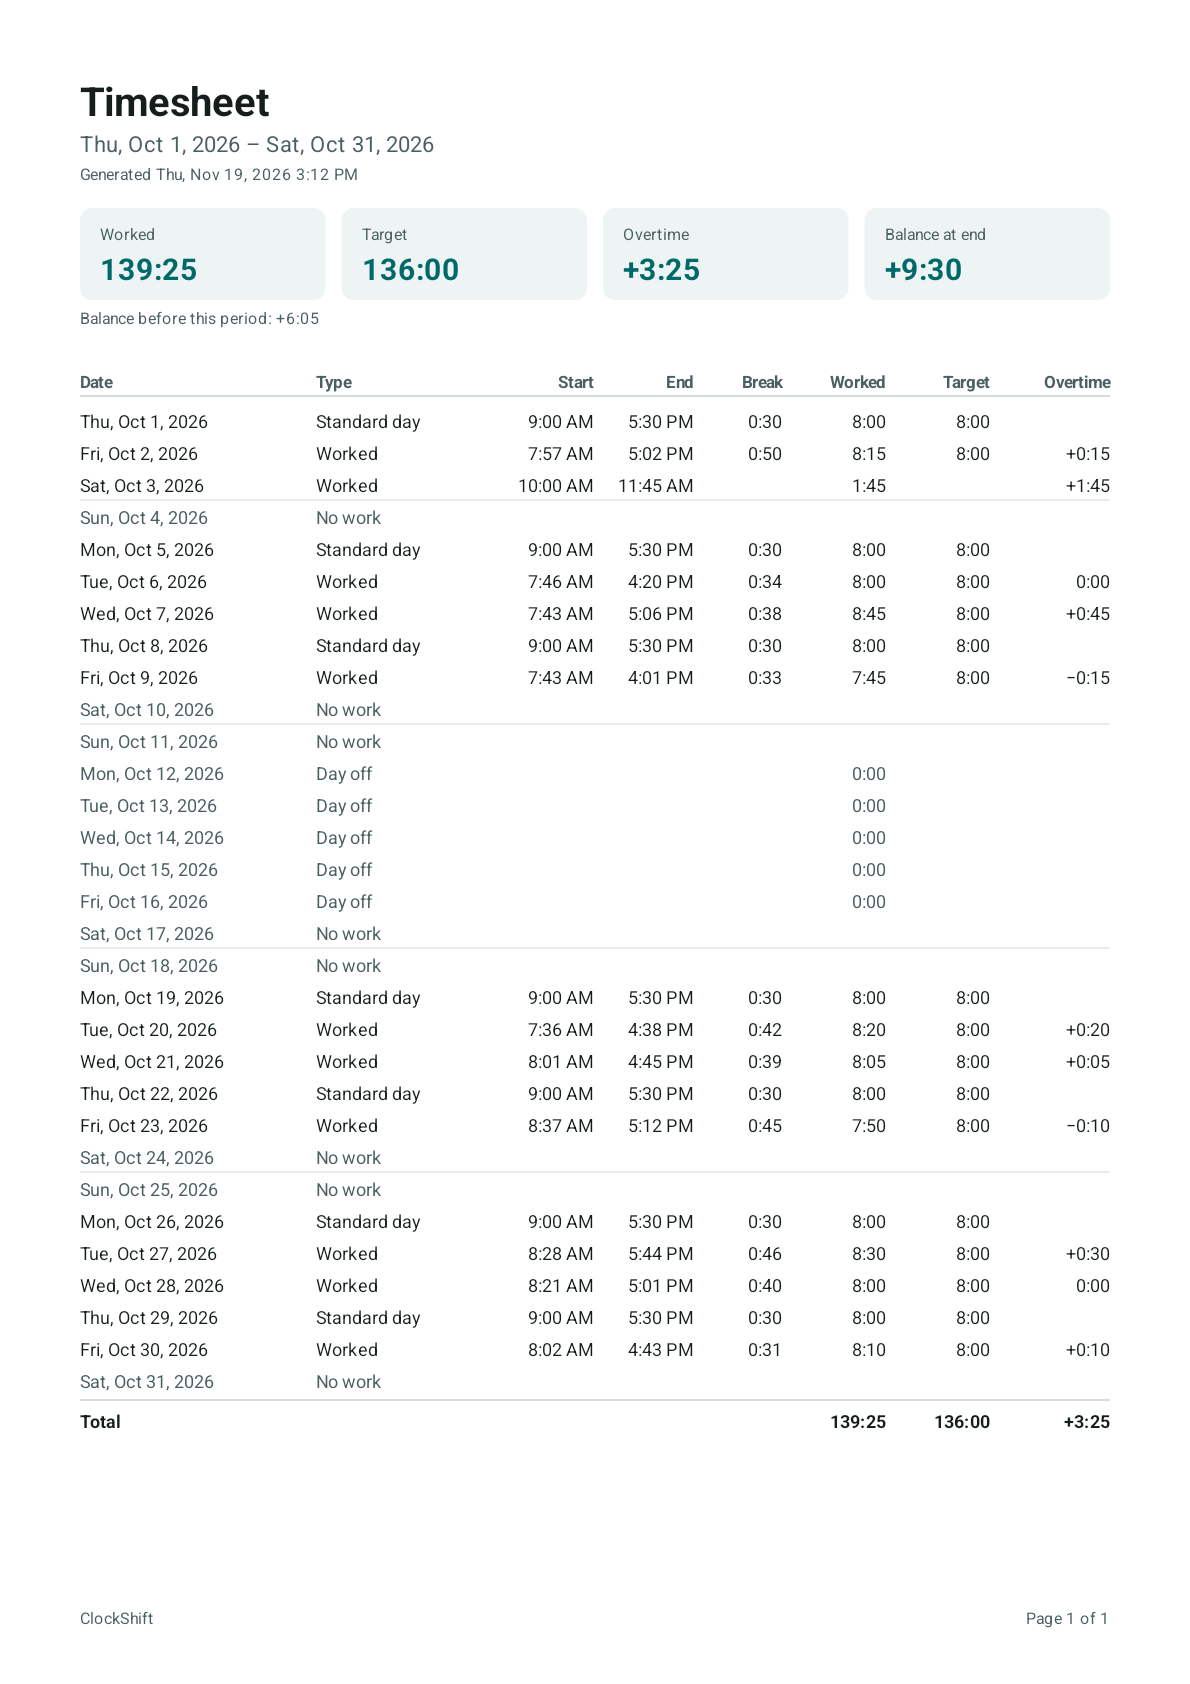 Timesheet
Thu, Oct 1, 2026 – Sat, Oct 31, 2026
Generated Thu, Nov 19, 2026 3:12 PM
Worked Target Overtime Balance at end
139:25 136:00 +3:25 +9:30
Balance before this period: +6:05
Date Type Start End Break Worked Target Overtime
Thu, Oct 1, 2026 Standard day 9:00 AM 5:30 PM 0:30 8:00 8:00
Fri, Oct 2, 2026 Worked 7:57 AM 5:02 PM 0:50 8:15 8:00 +0:15
Sat, Oct 3, 2026 Worked 10:00 AM 11:45 AM 1:45 +1:45
Sun, Oct 4, 2026 No work
Mon, Oct 5, 2026 Standard day 9:00 AM 5:30 PM 0:30 8:00 8:00
Tue, Oct 6, 2026 Worked 7:46 AM 4:20 PM 0:34 8:00 8:00 0:00
Wed, Oct 7, 2026 Worked 7:43 AM 5:06 PM 0:38 8:45 8:00 +0:45
Thu, Oct 8, 2026 Standard day 9:00 AM 5:30 PM 0:30 8:00 8:00
Fri, Oct 9, 2026 Worked 7:43 AM 4:01 PM 0:33 7:45 8:00 −0:15
Sat, Oct 10, 2026 No work
Sun, Oct 11, 2026 No work
Mon, Oct 12, 2026 Day off 0:00
Tue, Oct 13, 2026 Day off 0:00
Wed, Oct 14, 2026 Day off 0:00
Thu, Oct 15, 2026 Day off 0:00
Fri, Oct 16, 2026 Day off 0:00
Sat, Oct 17, 2026 No work
Sun, Oct 18, 2026 No work
Mon, Oct 19, 2026 Standard day 9:00 AM 5:30 PM 0:30 8:00 8:00
Tue, Oct 20, 2026 Worked 7:36 AM 4:38 PM 0:42 8:20 8:00 +0:20
Wed, Oct 21, 2026 Worked 8:01 AM 4:45 PM 0:39 8:05 8:00 +0:05
Thu, Oct 22, 2026 Standard day 9:00 AM 5:30 PM 0:30 8:00 8:00
Fri, Oct 23, 2026 Worked 8:37 AM 5:12 PM 0:45 7:50 8:00 −0:10
Sat, Oct 24, 2026 No work
Sun, Oct 25, 2026 No work
Mon, Oct 26, 2026 Standard day 9:00 AM 5:30 PM 0:30 8:00 8:00
Tue, Oct 27, 2026 Worked 8:28 AM 5:44 PM 0:46 8:30 8:00 +0:30
Wed, Oct 28, 2026 Worked 8:21 AM 5:01 PM 0:40 8:00 8:00 0:00
Thu, Oct 29, 2026 Standard day 9:00 AM 5:30 PM 0:30 8:00 8:00
Fri, Oct 30, 2026 Worked 8:02 AM 4:43 PM 0:31 8:10 8:00 +0:10
Sat, Oct 31, 2026 No work
Total 139:25 136:00 +3:25
ClockShift Page 1 of 1